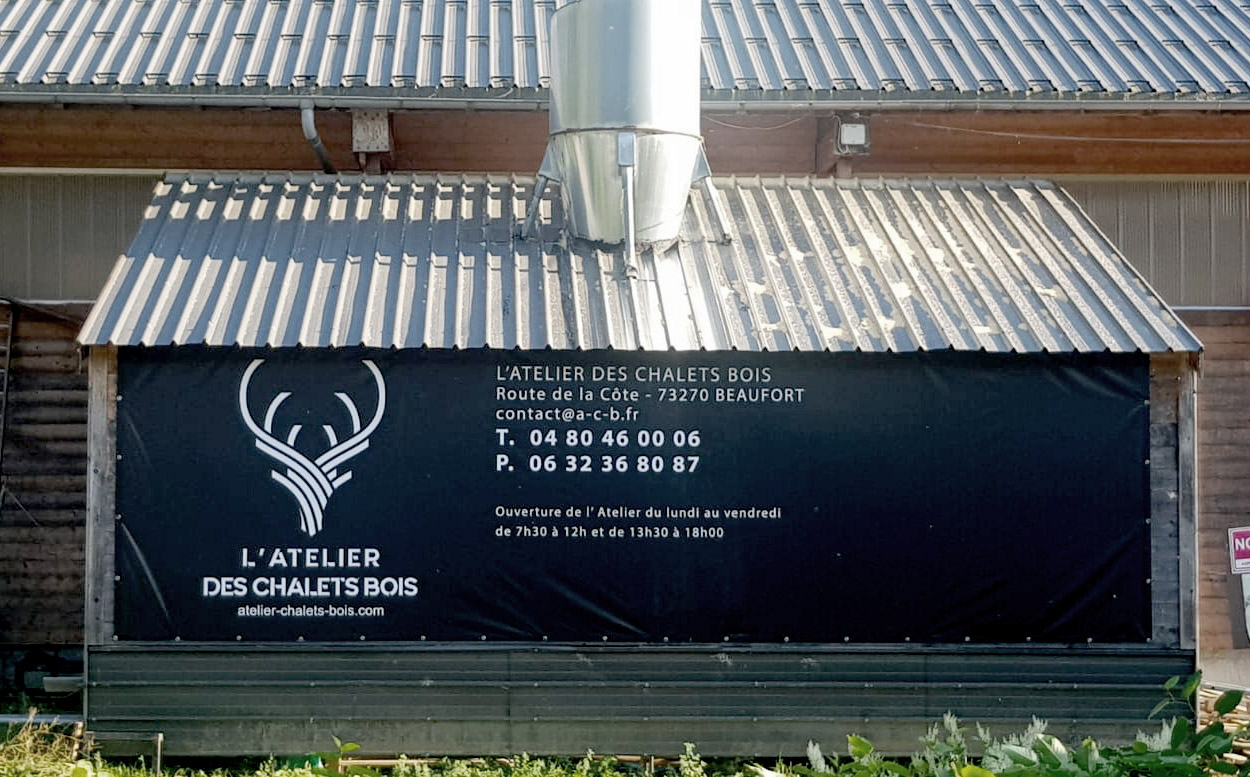 L'ATELIER
DES CHALETS BOIS
atelier-chalets-bois.com
L'ATELIER DES CHALETS BOIS
Route de la Côte - 73270 BEAUFORT
contact@a-c-b.fr
T. 04 80 46 00 06
P. 06 32 36 80 87
Ouverture de l' Atelier du lundi au vendredi
de 7h30 à 12h et de 13h30 à 18h00